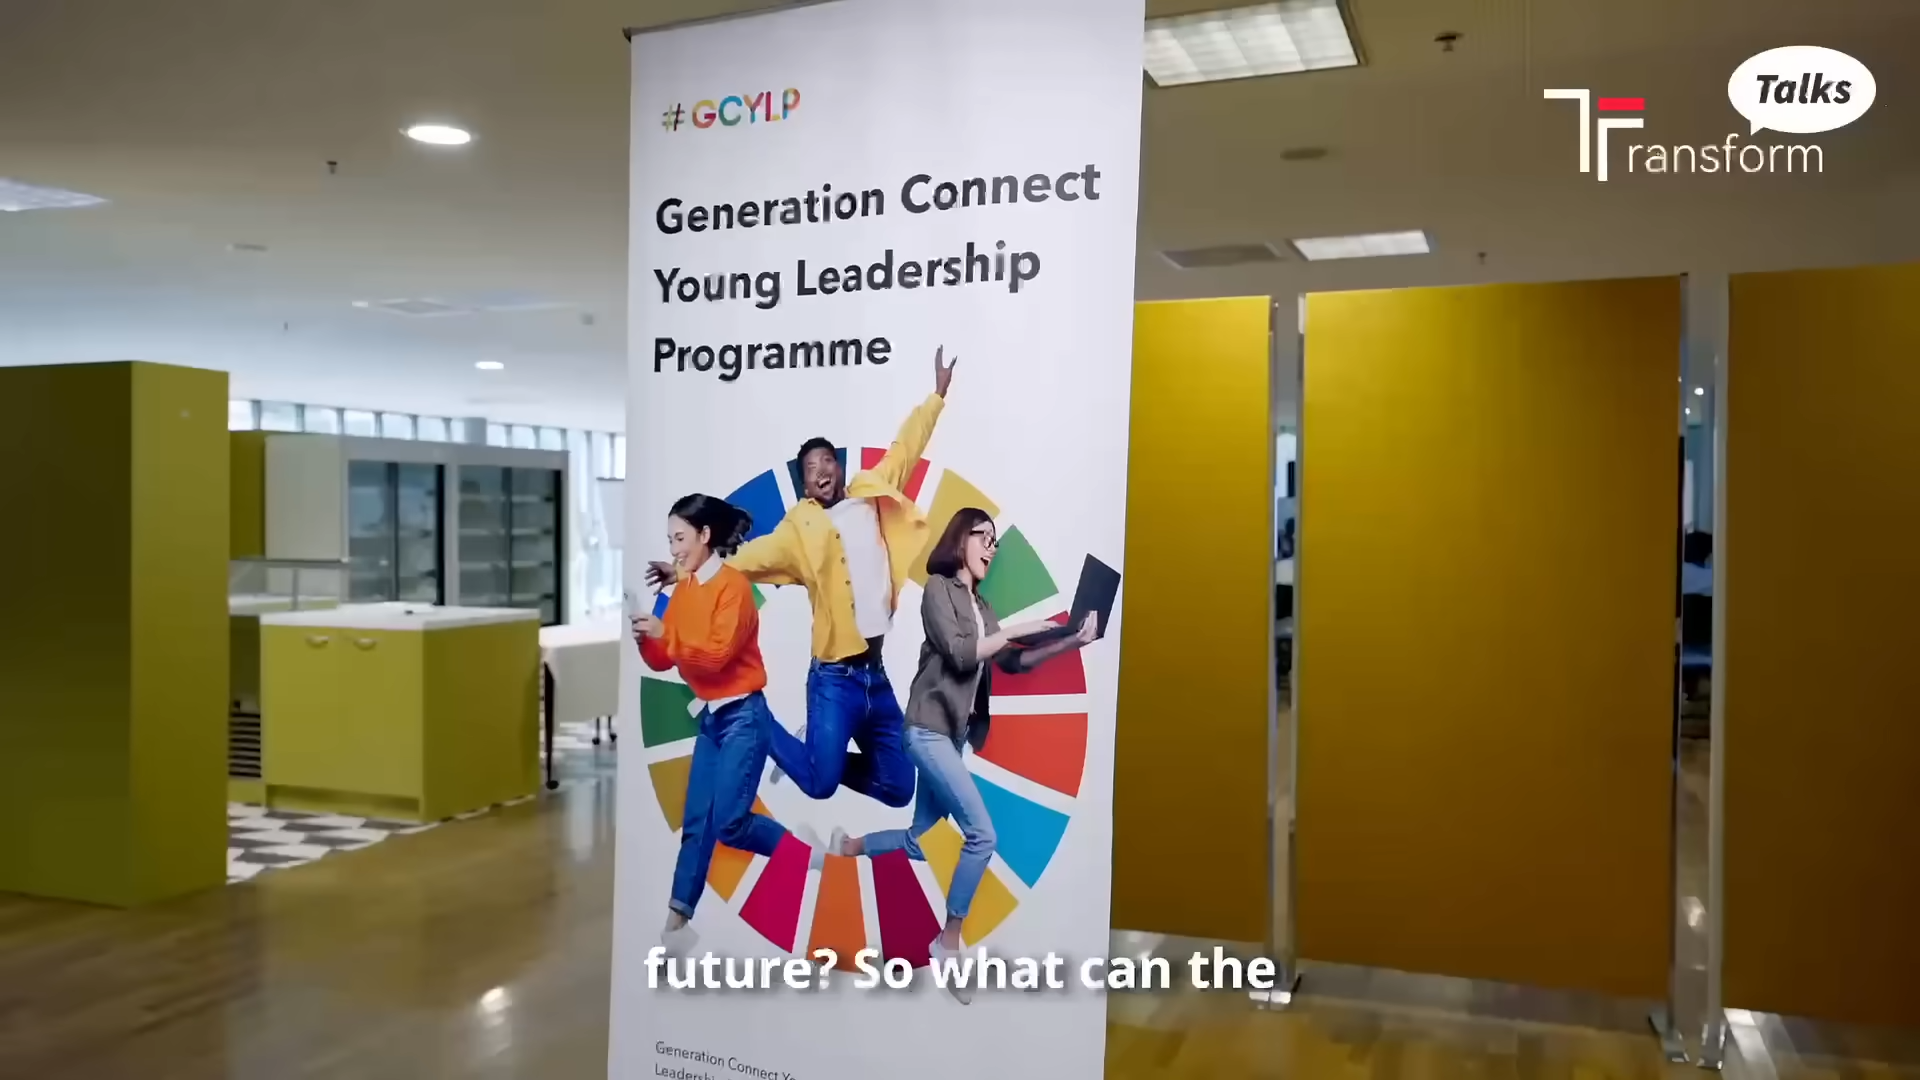 #GCYLP
Generation Connect
Young Leadership
Programme
Talks
Transform
future? So what can the
Generation Connect